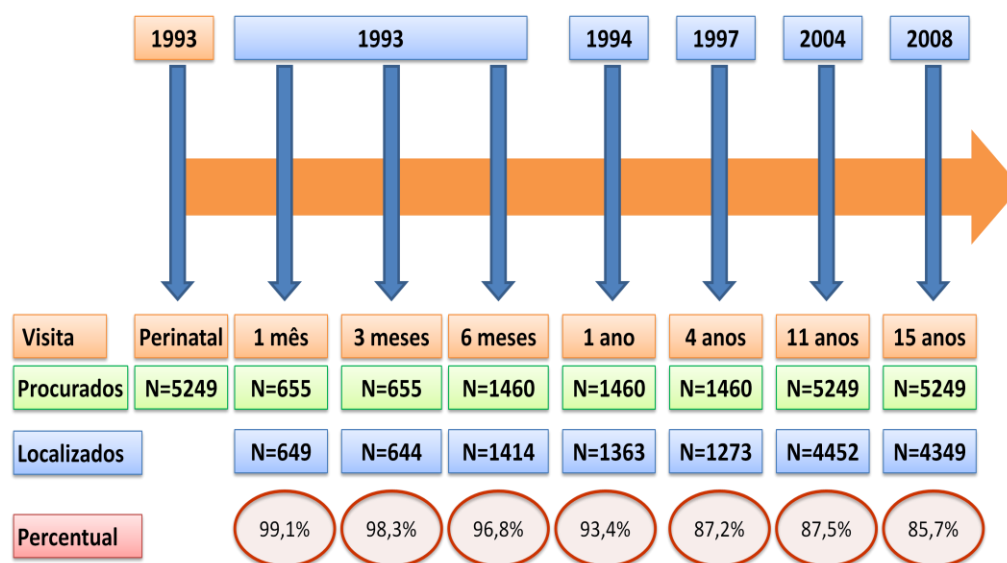 1993 1993 1994 1997 2004 2008
Visita Perinatal 1 mês 3 meses 6 meses 1 ano 4 anos 11 anos 15 anos
Procurados N=5249 N=655 N=655 N=1460 N=1460 N=1460 N=5249 N=5249
Localizados N=649 N=644 N=1414 N=1363 N=1273 N=4452 N=4349
Percentual 99,1% 98,3% 96,8% 93,4% 87,2% 87,5% 85,7%